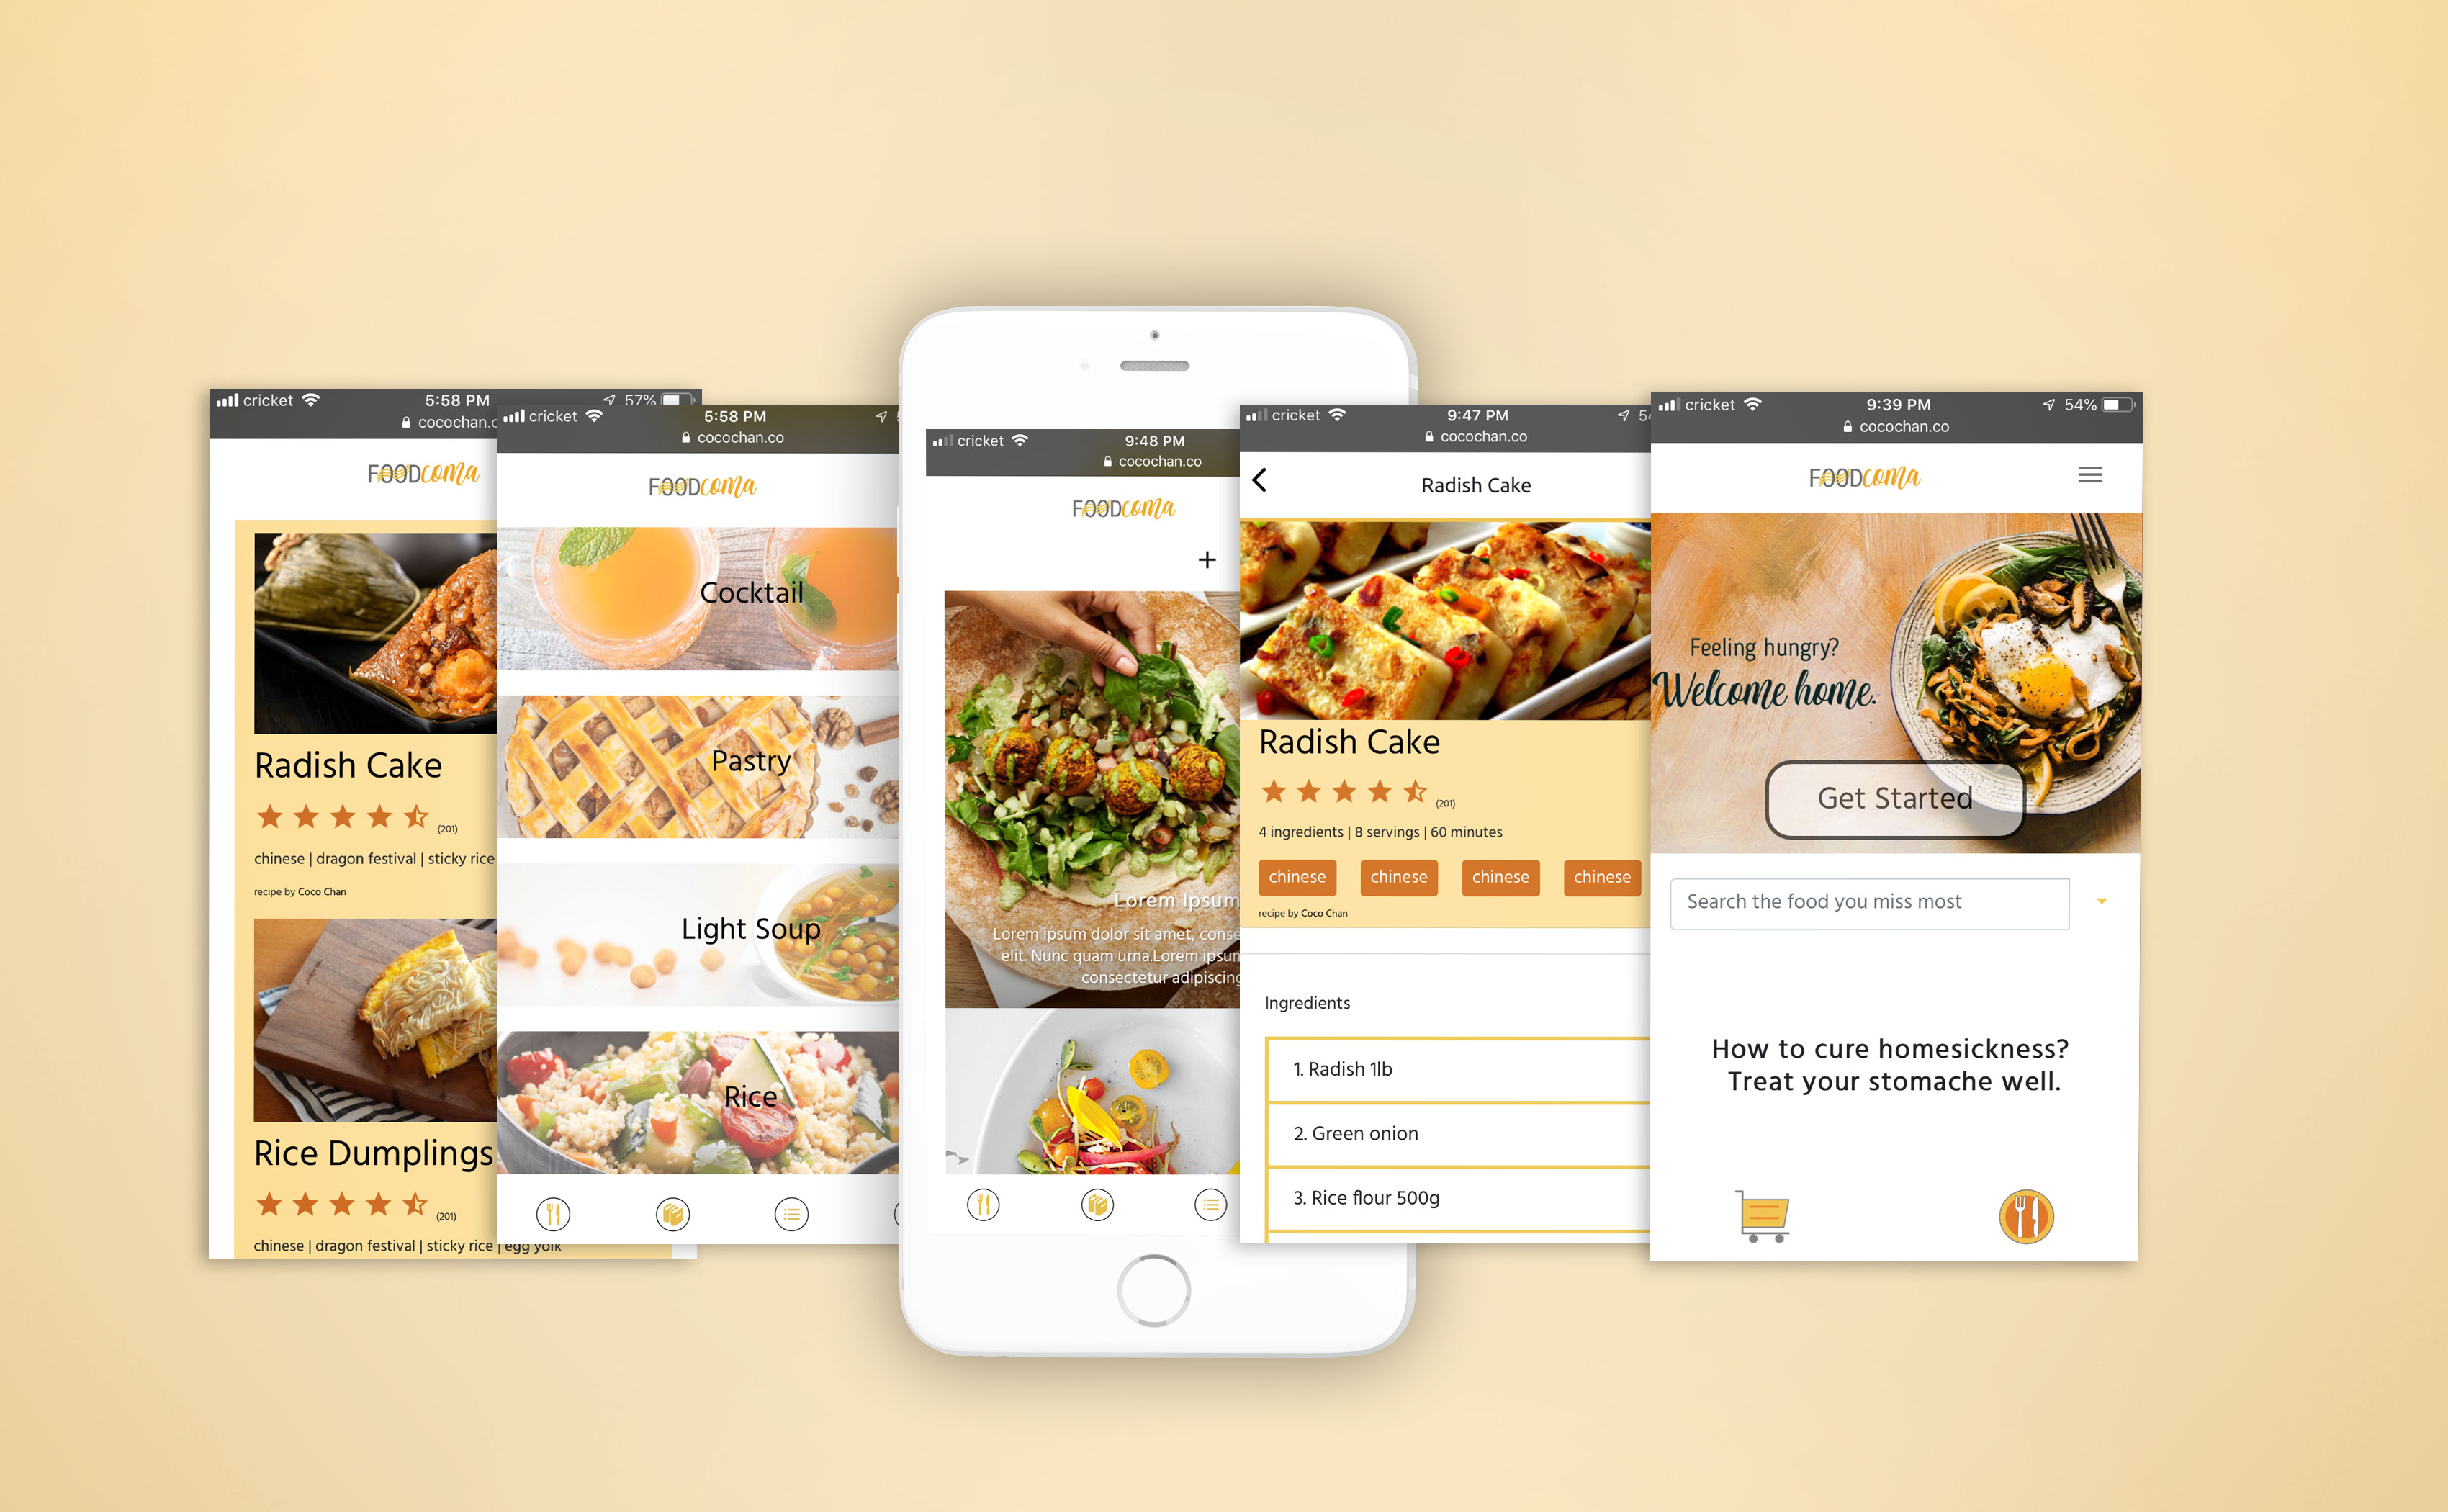 cricket 5:58 PM 57%
cocochan.c
FOODcoma
Radish Cake
(201)
chinese | dragon festival | sticky rice
recipe by Coco Chan
Rice Dumplings
(201)
chinese | dragon festival | sticky rice | egg yolk
cricket 5:58 PM
cocochan.co
FOODcoma
Cocktail
Pastry
Light Soup
Rice
cricket 9:48 PM
cocochan.co
FOODcoma
+
Lorem Ipsum
Lorem ipsum dolor sit amet, conse
elit. Nunc quam urna.Lorem ipsum
consectetur adipiscing
cricket 9:47 PM 54
cocochan.co
Radish Cake
Radish Cake
(201)
4 ingredients | 8 servings | 60 minutes
chinese chinese chinese chinese
recipe by Coco Chan
Ingredients
1. Radish 1lb
2. Green onion
3. Rice flour 500g
cricket 9:39 PM 54%
cocochan.co
FOODcoma
Feeling hungry?
Welcome home.
Get Started
Search the food you miss most
How to cure homesickness?
Treat your stomache well.